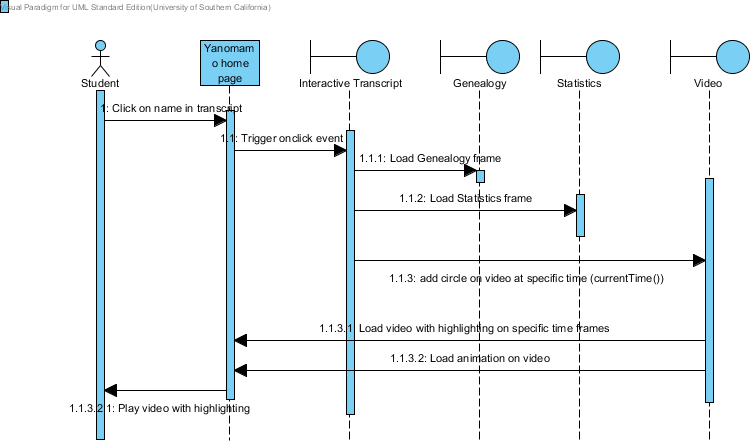 Visual Paradigm for UML Standard Edition(University of Southern California)
Yanomam
o home
page
Student
Interactive Transcript
Genealogy
Statistics
Video
1: Click on name in transcript
1.1: Trigger onclick event
1.1.1: Load Genealogy frame
1.1.2: Load Statistics frame
1.1.3: add circle on video at specific time (currentTime())
1.1.3.1: Load video with highlighting on specific time frames
1.1.3.2: Load animation on video
1.1.3.2.1: Play video with highlighting